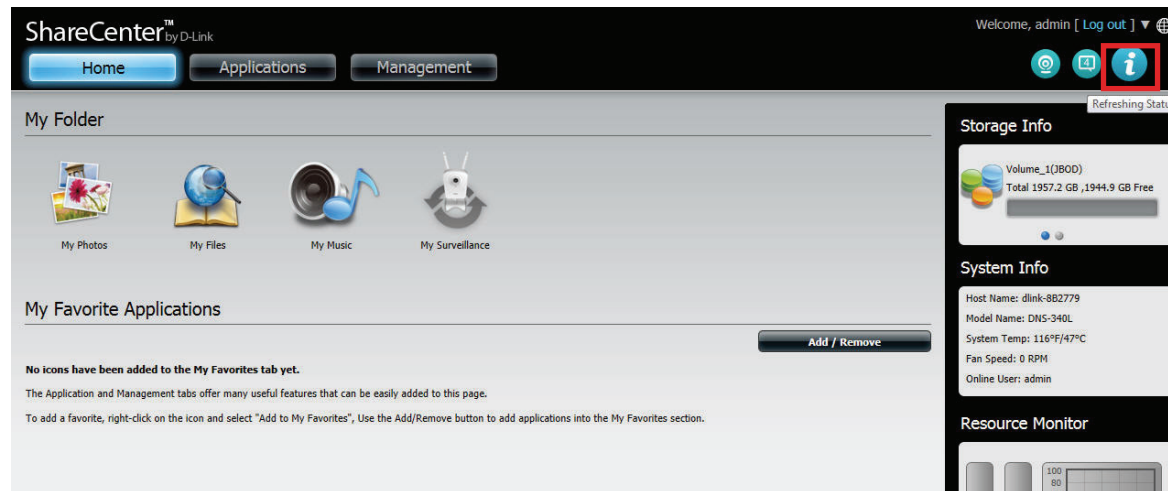 ShareCenter™ by D-Link
Welcome, admin [ Log out ] ▼
Home
Applications
Management
4
i
Refreshing Statu
My Folder
My Photos
My Files
My Music
My Surveillance
My Favorite Applications
Add / Remove
No icons have been added to the My Favorites tab yet.
The Application and Management tabs offer many useful features that can be easily added to this page.
To add a favorite, right-click on the icon and select "Add to My Favorites", Use the Add/Remove button to add applications into the My Favorites section.
Storage Info
Volume_1(JBOD)
Total 1957.2 GB ,1944.9 GB Free
System Info
Host Name: dlink-8B2779
Model Name: DNS-340L
System Temp: 116°F/47°C
Fan Speed: 0 RPM
Online User: admin
Resource Monitor
100
80